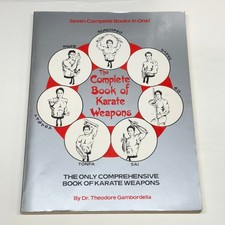 Seven Complete Books In One!
NUNCHAKU
The
Complete
Book of
Karate
Weapons
TONFA
SAI
THE ONLY COMPREHENSIVE
BOOK OF KARATE WEAPONS
By Dr. Theodore Gambordella